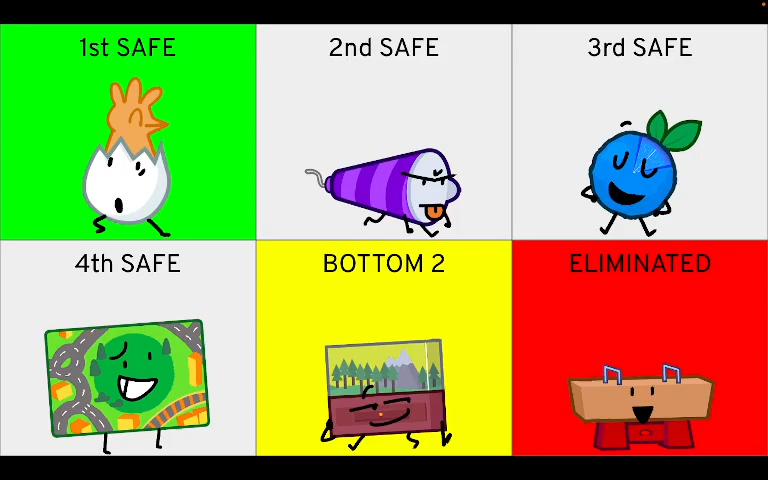 1st SAFE
2nd SAFE
3rd SAFE
4th SAFE
BOTTOM 2
ELIMINATED